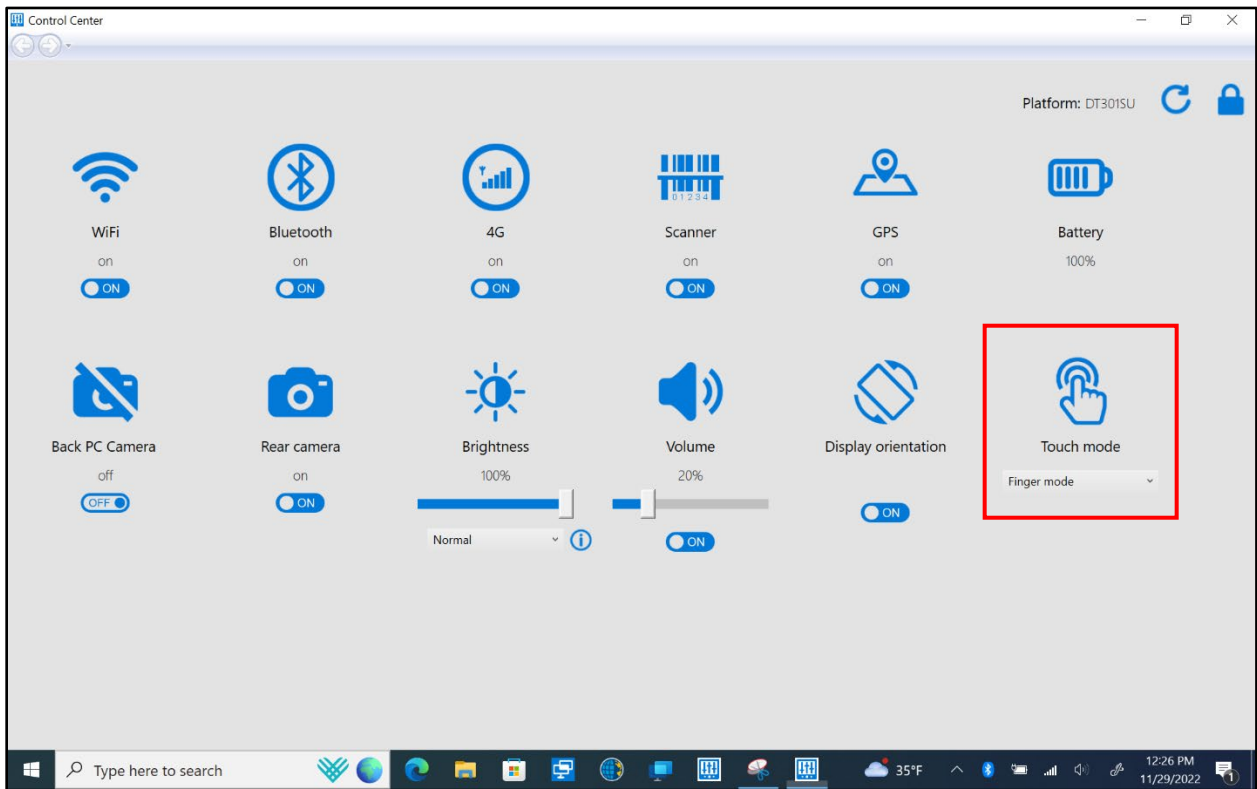 Control Center
Platform: DT301SU
01234
WiFi Bluetooth 4G Scanner GPS Battery
on on on on on 100%
ON ON ON ON ON
Back PC Camera Rear camera Brightness Volume Display orientation Touch mode
off on 100% 20% Finger mode
OFF ON ON
Normal ON
Type here to search
35°F
12:26 PM
11/29/2022
1